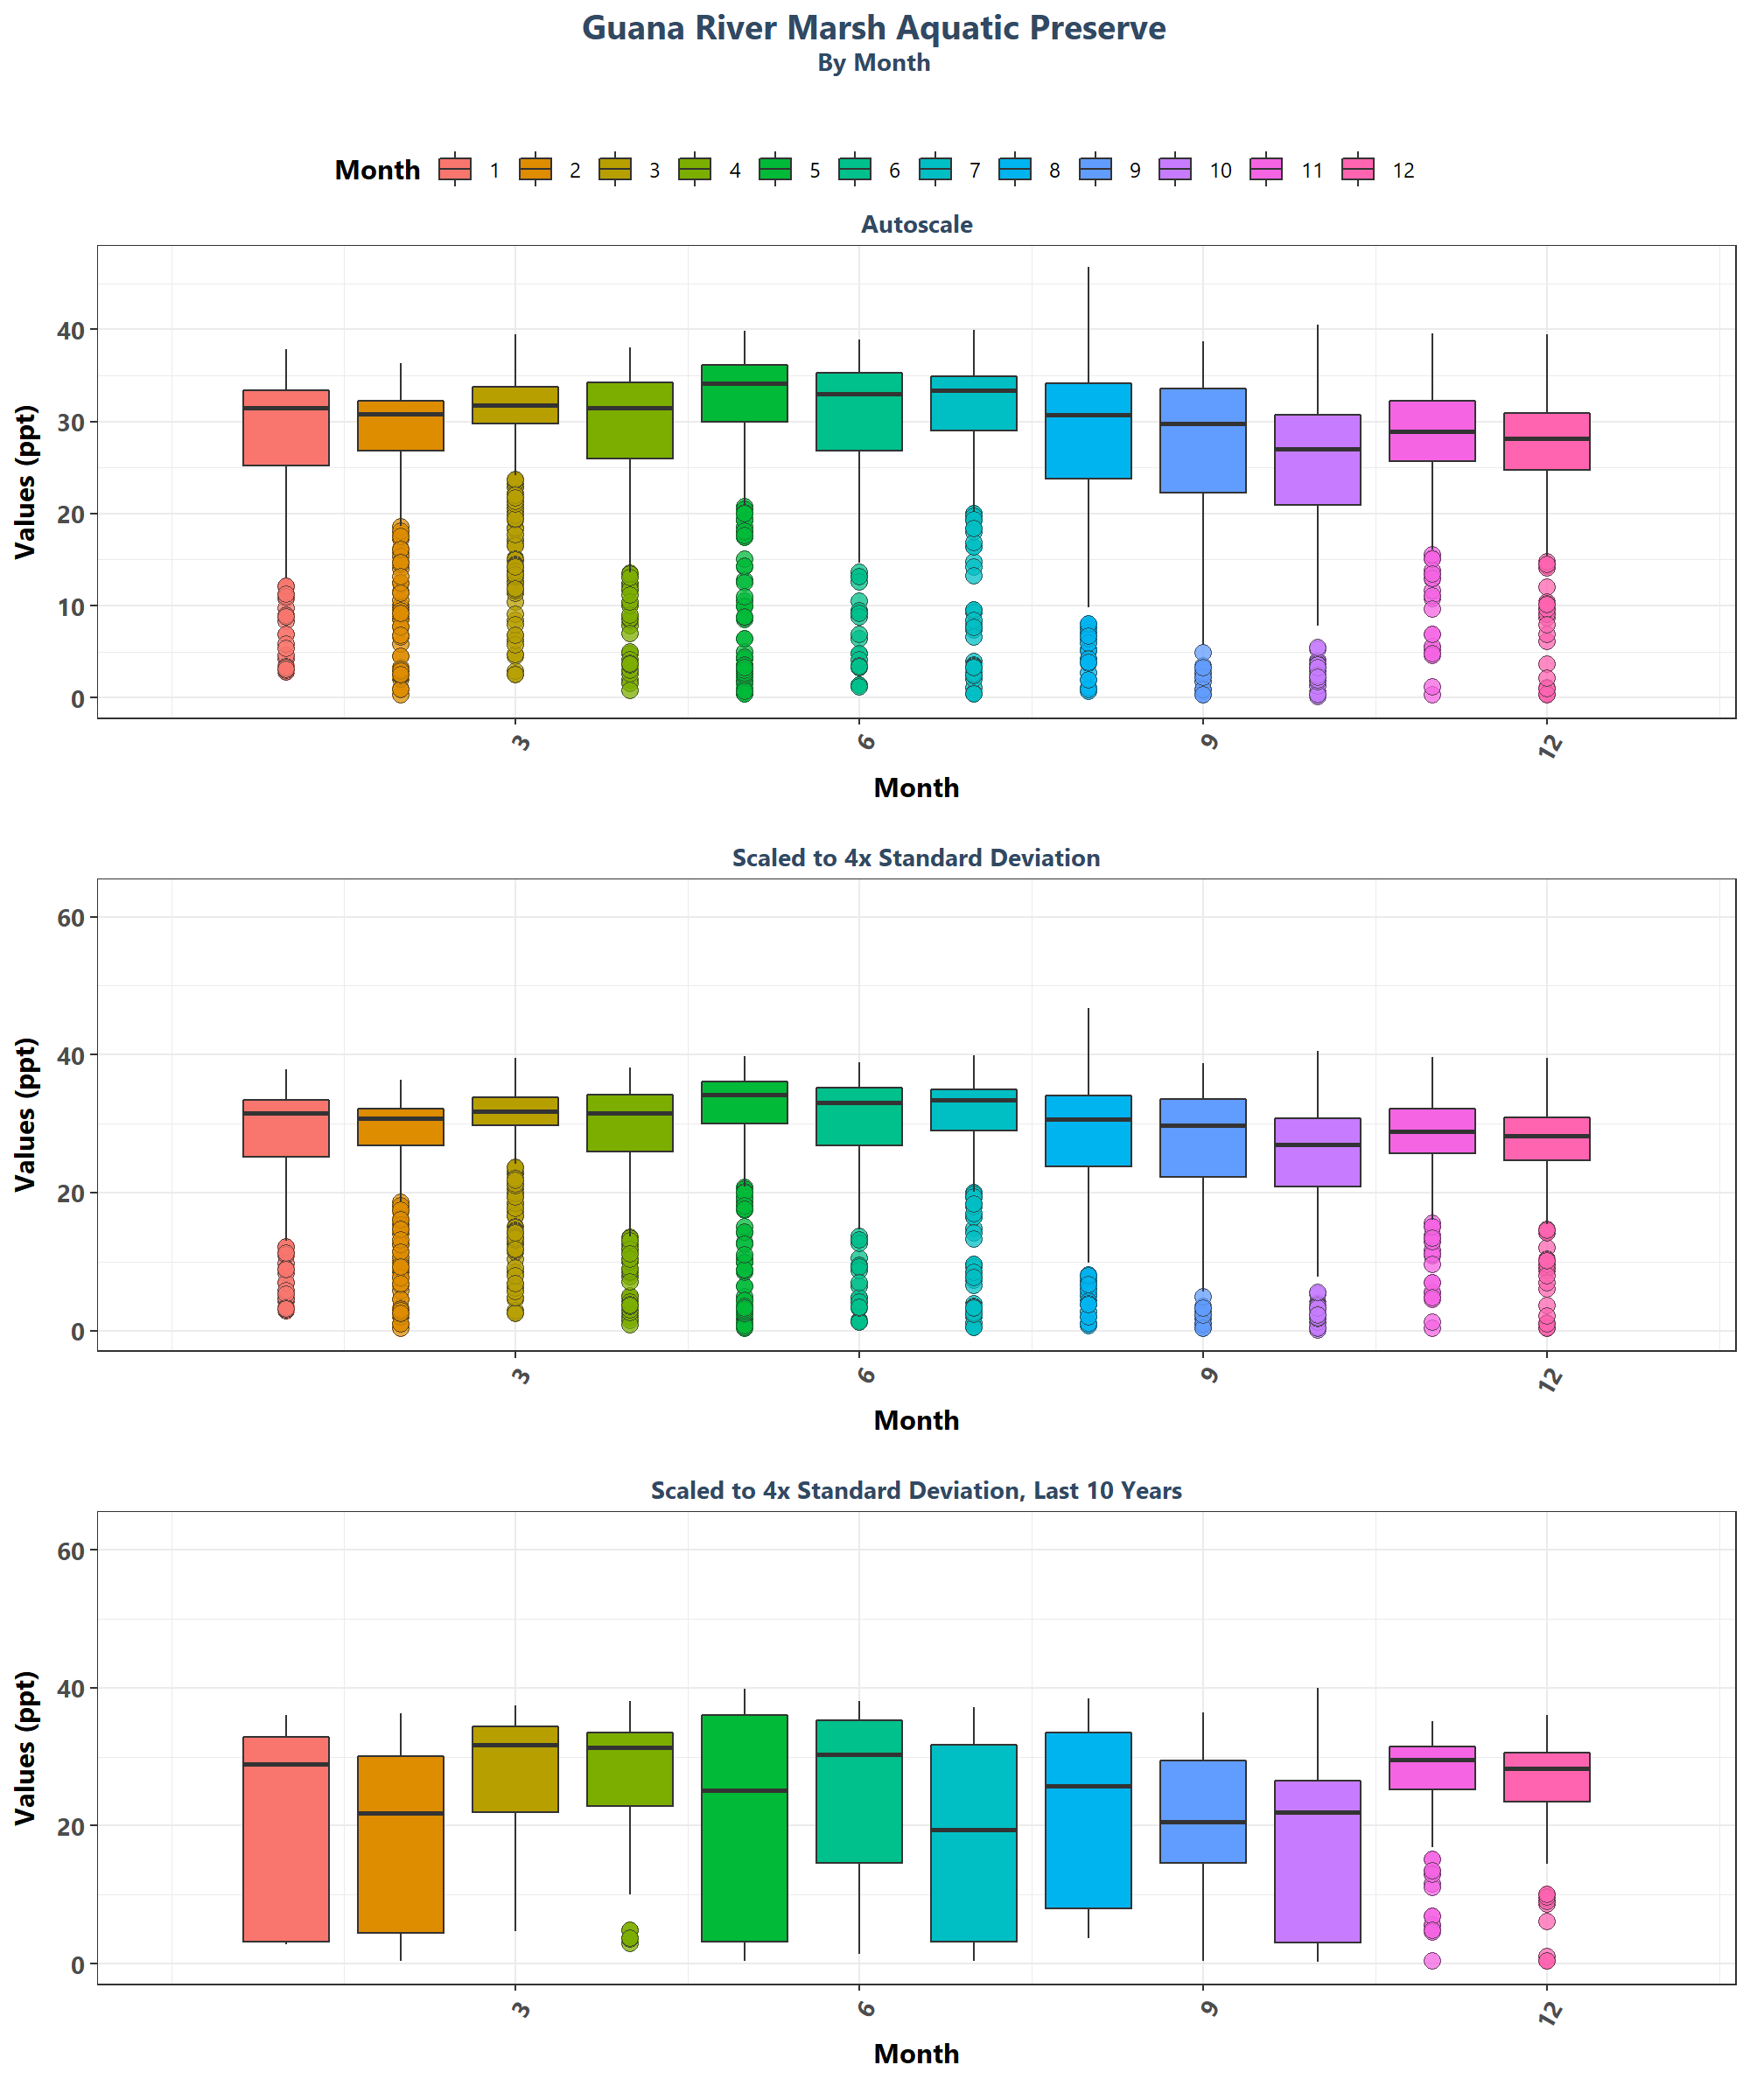 Guana River Marsh Aquatic Preserve
By Month
Month 1 2 3 4 5 6 7 8 9 10 11 12
Autoscale
Values (ppt)
40
30
20
10
0
3 6 9 12
Month
Scaled to 4x Standard Deviation
Values (ppt)
60
40
20
0
3 6 9 12
Month
Scaled to 4x Standard Deviation, Last 10 Years
Values (ppt)
60
40
20
0
3 6 9 12
Month